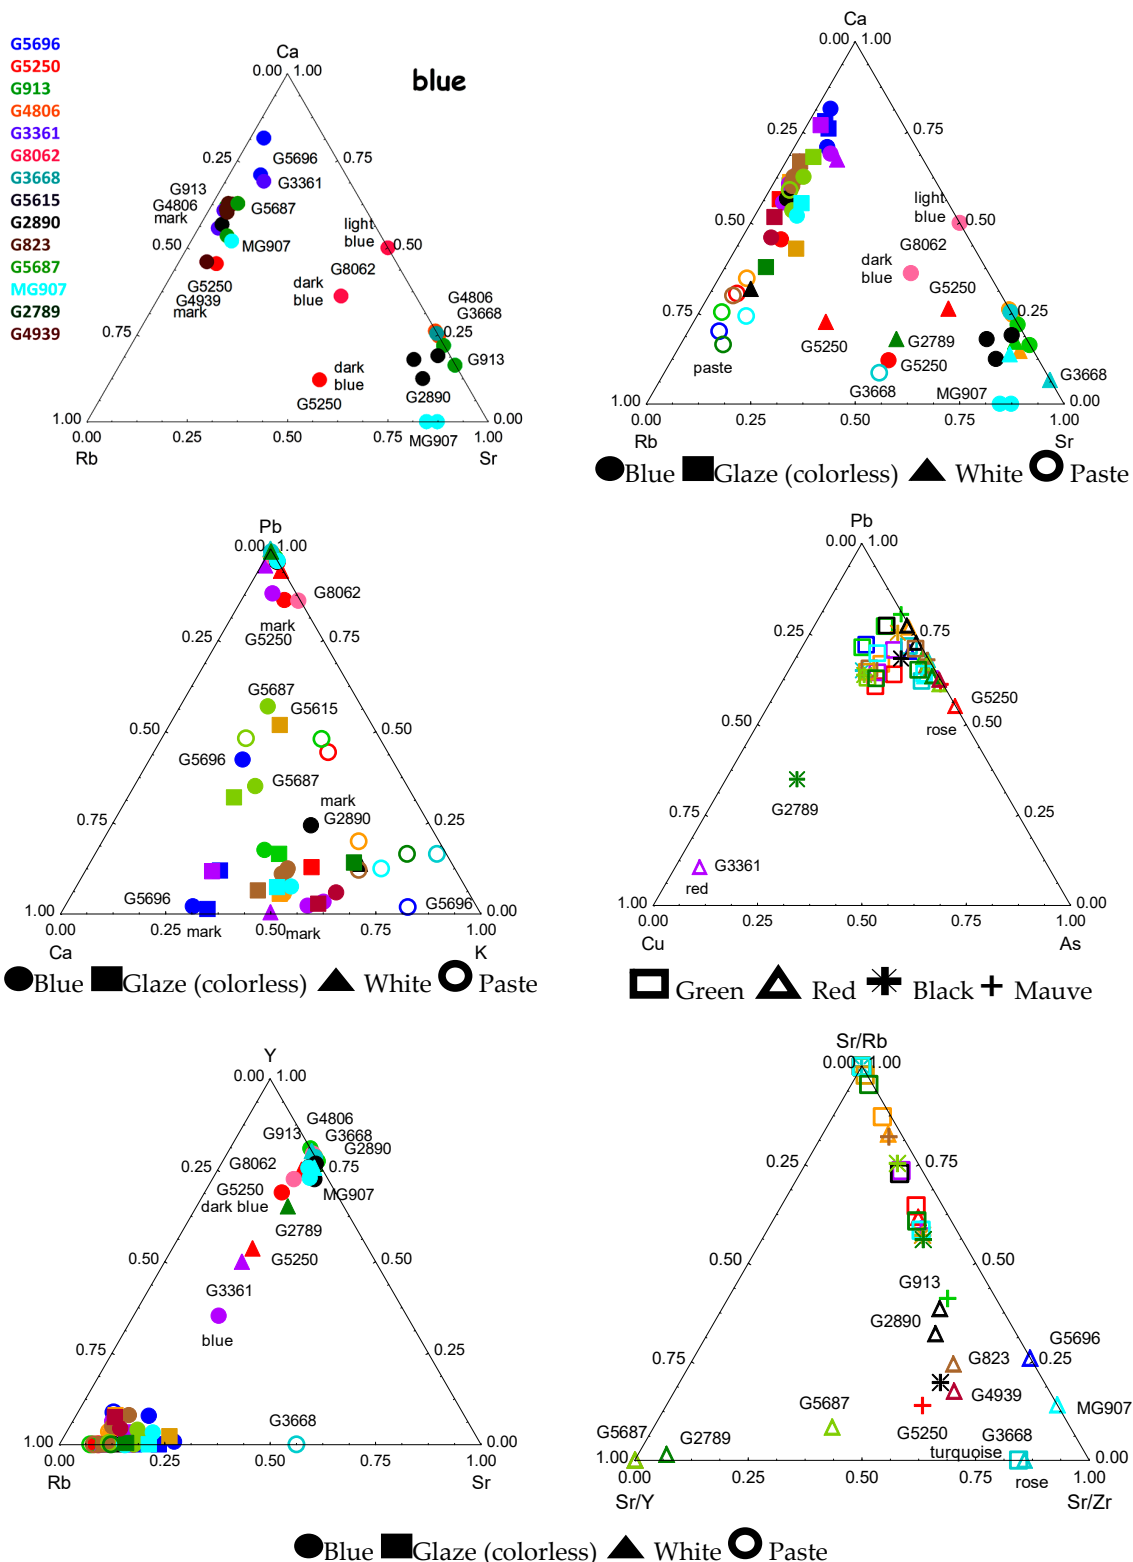 G5696
G5250
G913
G4806
G3361
G8062
G3668
G5615
G2890
G823
G5687
MG907
G2789
G4939
Ca
0.00 1.00
blue
0.25
0.75
G5696
G3361
G913
G4806
mark
G5687
light
blue
0.50
MG907
0.50
G8062
G5250
G4939
mark
dark
blue
G4806
G3668
0.75
0.25
G913
dark
blue
G5250
G2890
1.00
0.00
0.00
0.25
0.50
0.75
1.00
MG907
Rb
Sr
Ca
0.00 1.00
0.25
0.75
light
blue
0.50
0.50
G8062
dark
blue
G5250
0.75
0.25
G5250
G2789
G5250
paste
G3668
MG907
G3668
1.00
0.00
0.00
0.25
0.50
0.75
1.00
Rb
Sr
Blue Glaze (colorless) White Paste
Pb
0.00 1.00
0.25
0.75
G8062
mark
G5250
G5687
G5615
0.50
0.50
G5696
G5687
mark
G2890
0.75
0.25
G5696
G5696
mark
mark
1.00
0.00
0.00
0.25
0.50
0.75
1.00
Ca
K
Blue Glaze (colorless) White Paste
Pb
0.00 1.00
0.25
0.75
G5250
rose
0.50
0.50
G2789
0.75
0.25
G3361
red
1.00
0.00
0.00
0.25
0.50
0.75
1.00
Cu
As
Green Red Black Mauve
Y
0.00 1.00
G4806
G913
G3668
G2890
0.25
0.75
G8062
G5250
dark blue
MG907
G2789
0.50
0.50
G5250
G3361
blue
0.75
0.25
G3668
1.00
0.00
0.00
0.25
0.50
0.75
1.00
Rb
Sr
Sr/Rb
0.00 1.00
0.25
0.75
0.50
0.50
G913
G2890
G5696
0.75
0.25
G823
G4939
MG907
G5687
G5687
G2789
G5250
G3668
turquoise
rose
1.00
0.00
0.00
0.25
0.50
0.75
1.00
Sr/Y
Sr/Zr
Blue Glaze (colorless) White Paste